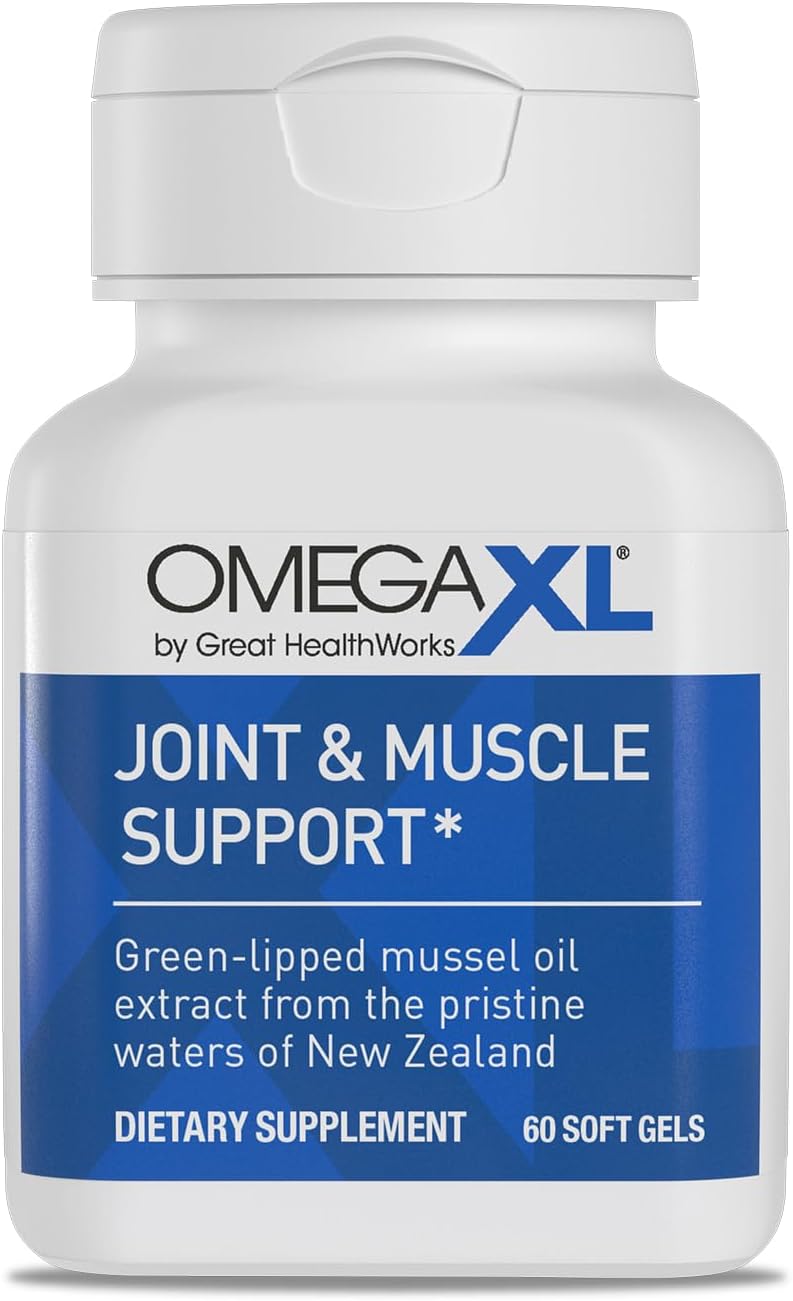 OMEGAXL®
by Great HealthWorks
JOINT & MUSCLE
SUPPORT*
Green-lipped mussel oil
extract from the pristine
waters of New Zealand
DIETARY SUPPLEMENT 60 SOFT GELS